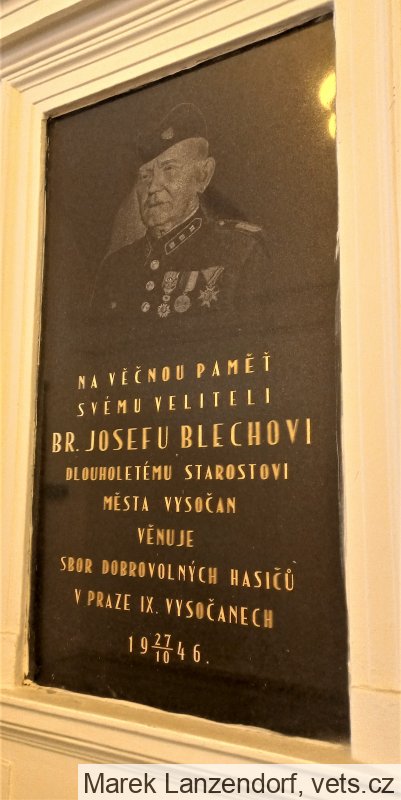 NA VĚČNOU PAMĚŤ
SVÉMU VELITELI
BR. JOSEFU BLECHOVI
DLOUHOLETÉMU STAROSTOVI
MĚSTA VYSOČAN
VĚNUJE
SBOR DOBROVOLNÝCH HASIČŮ
V PRAZE IX. VYSOČANECH
19 27/10 46.
Marek Lanzendorf, vets.cz